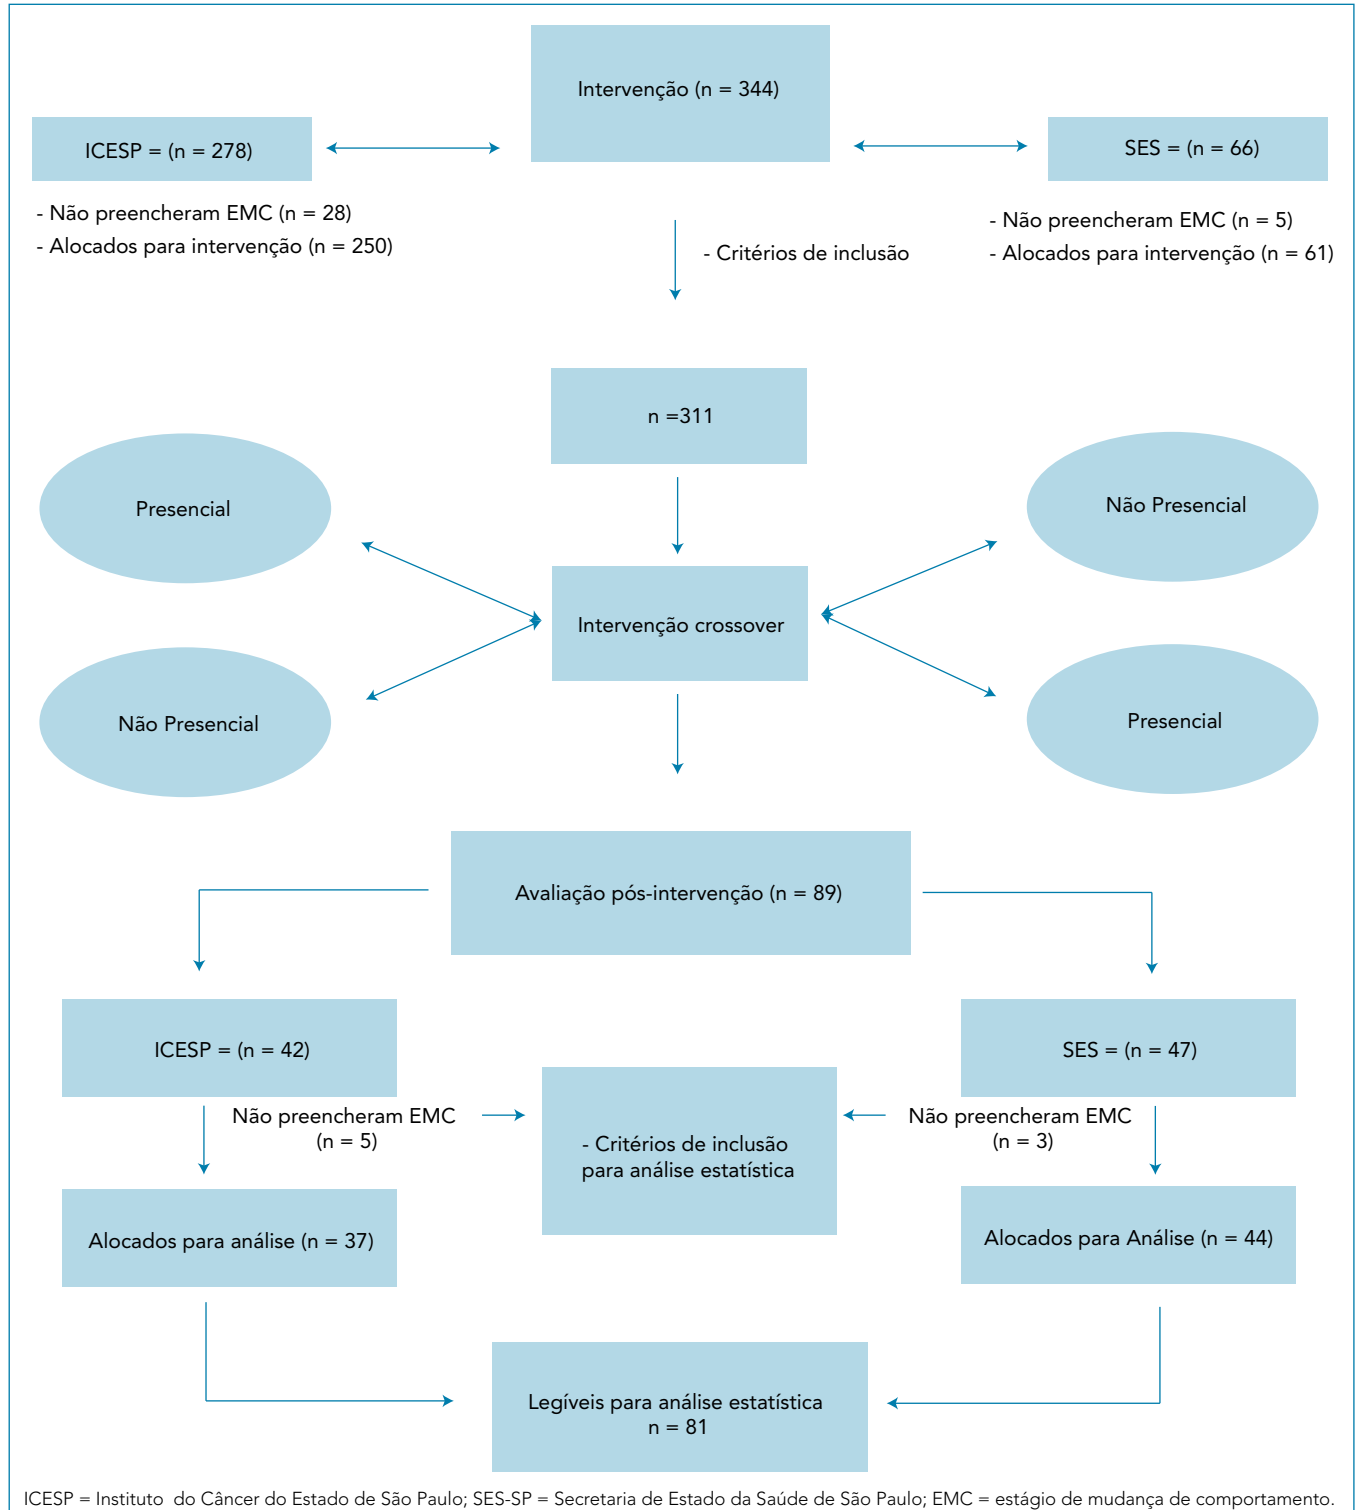 Intervenção (n = 344)
ICESP = (n = 278)
SES = (n = 66)
- Não preencheram EMC (n = 28)
- Alocados para intervenção (n = 250)
- Não preencheram EMC (n = 5)
- Alocados para intervenção (n = 61)
- Critérios de inclusão
n =311
Presencial
Não Presencial
Intervenção crossover
Não Presencial
Presencial
Avaliação pós-intervenção (n = 89)
ICESP = (n = 42)
SES = (n = 47)
Não preencheram EMC
(n = 5)
Não preencheram EMC
(n = 3)
- Critérios de inclusão
para análise estatística
Alocados para análise (n = 37)
Alocados para Análise (n = 44)
Legíveis para análise estatística
n = 81
ICESP = Instituto do Câncer do Estado de São Paulo; SES-SP = Secretaria de Estado da Saúde de São Paulo; EMC = estágio de mudança de comportamento.